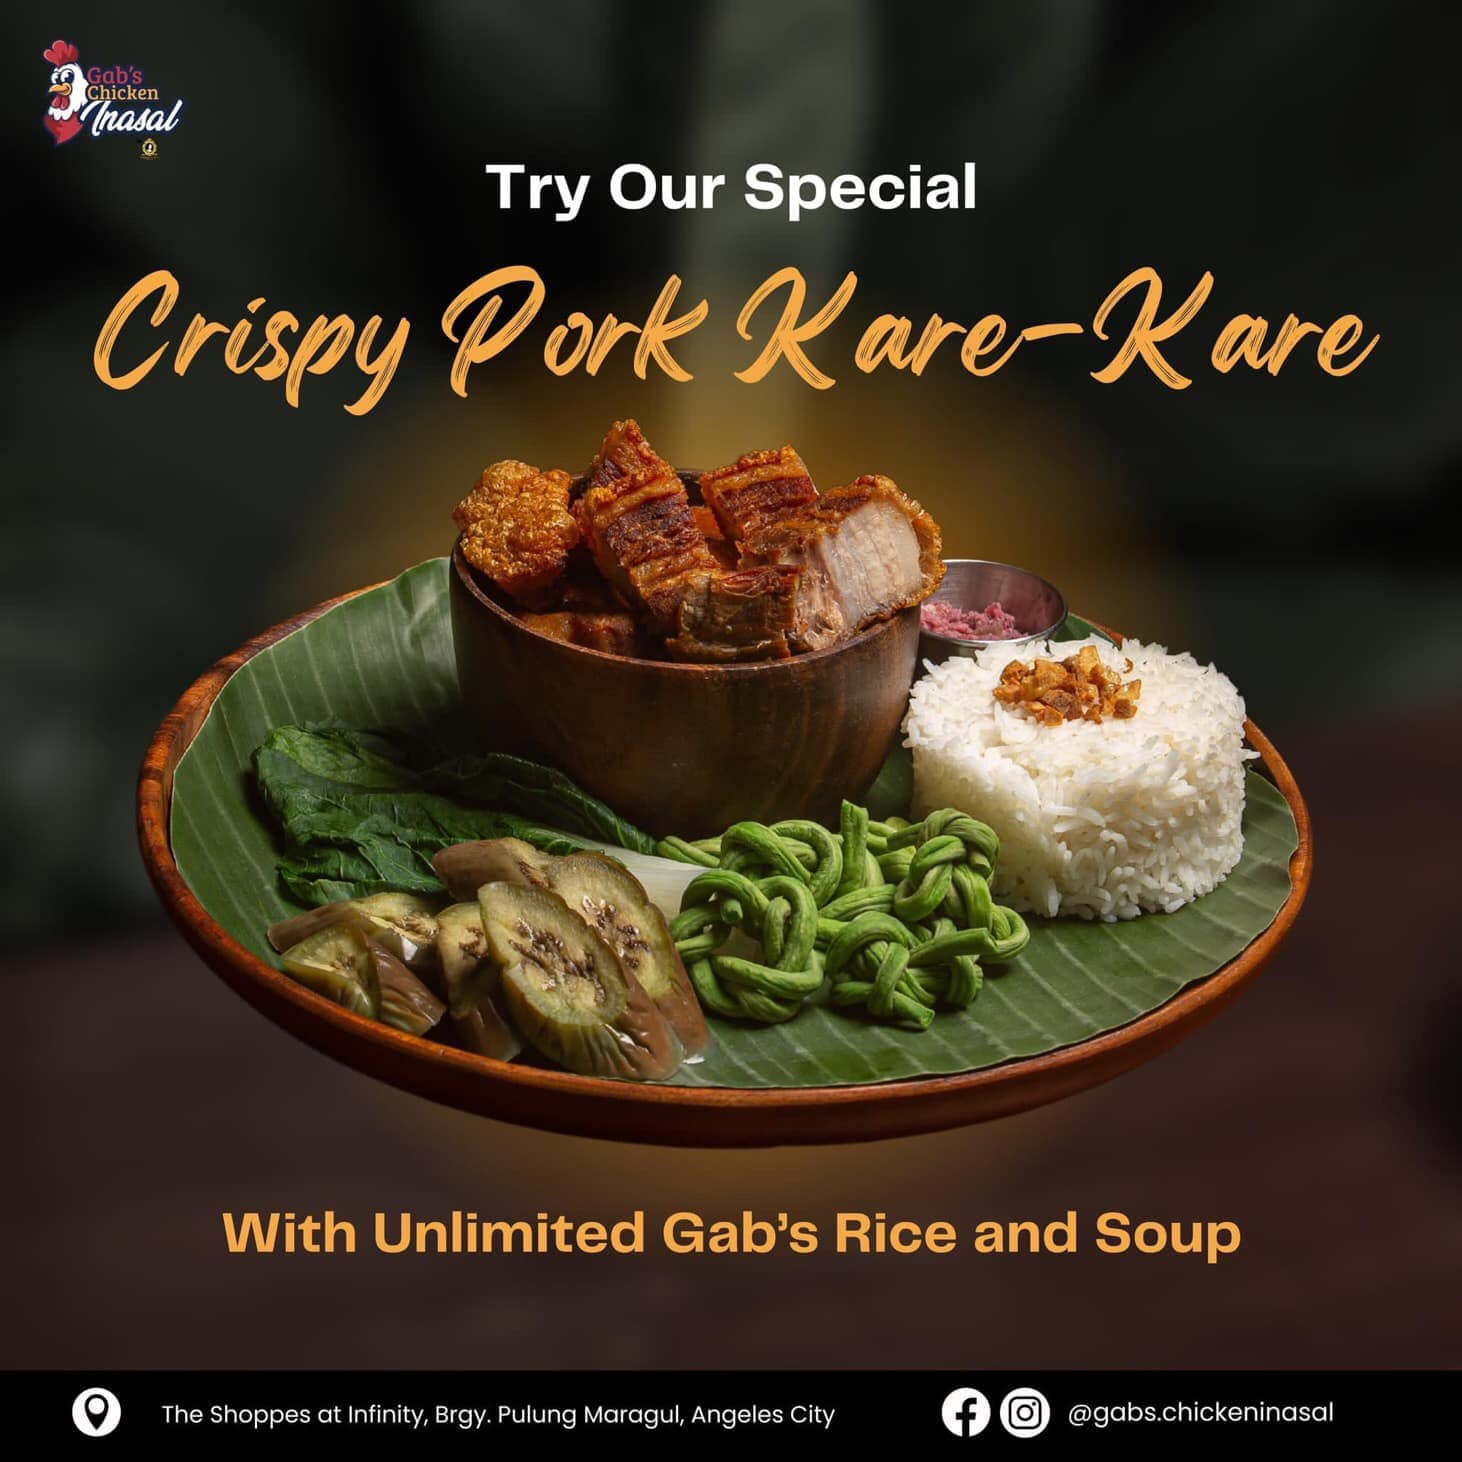 Gab's
Chicken
Inasal
Try Our Special
Crispy Pork Kare-Kare
With Unlimited Gab's Rice and Soup
The Shoppes at Infinity, Brgy. Pulung Maragul, Angeles City
@gabs.chickeninasal